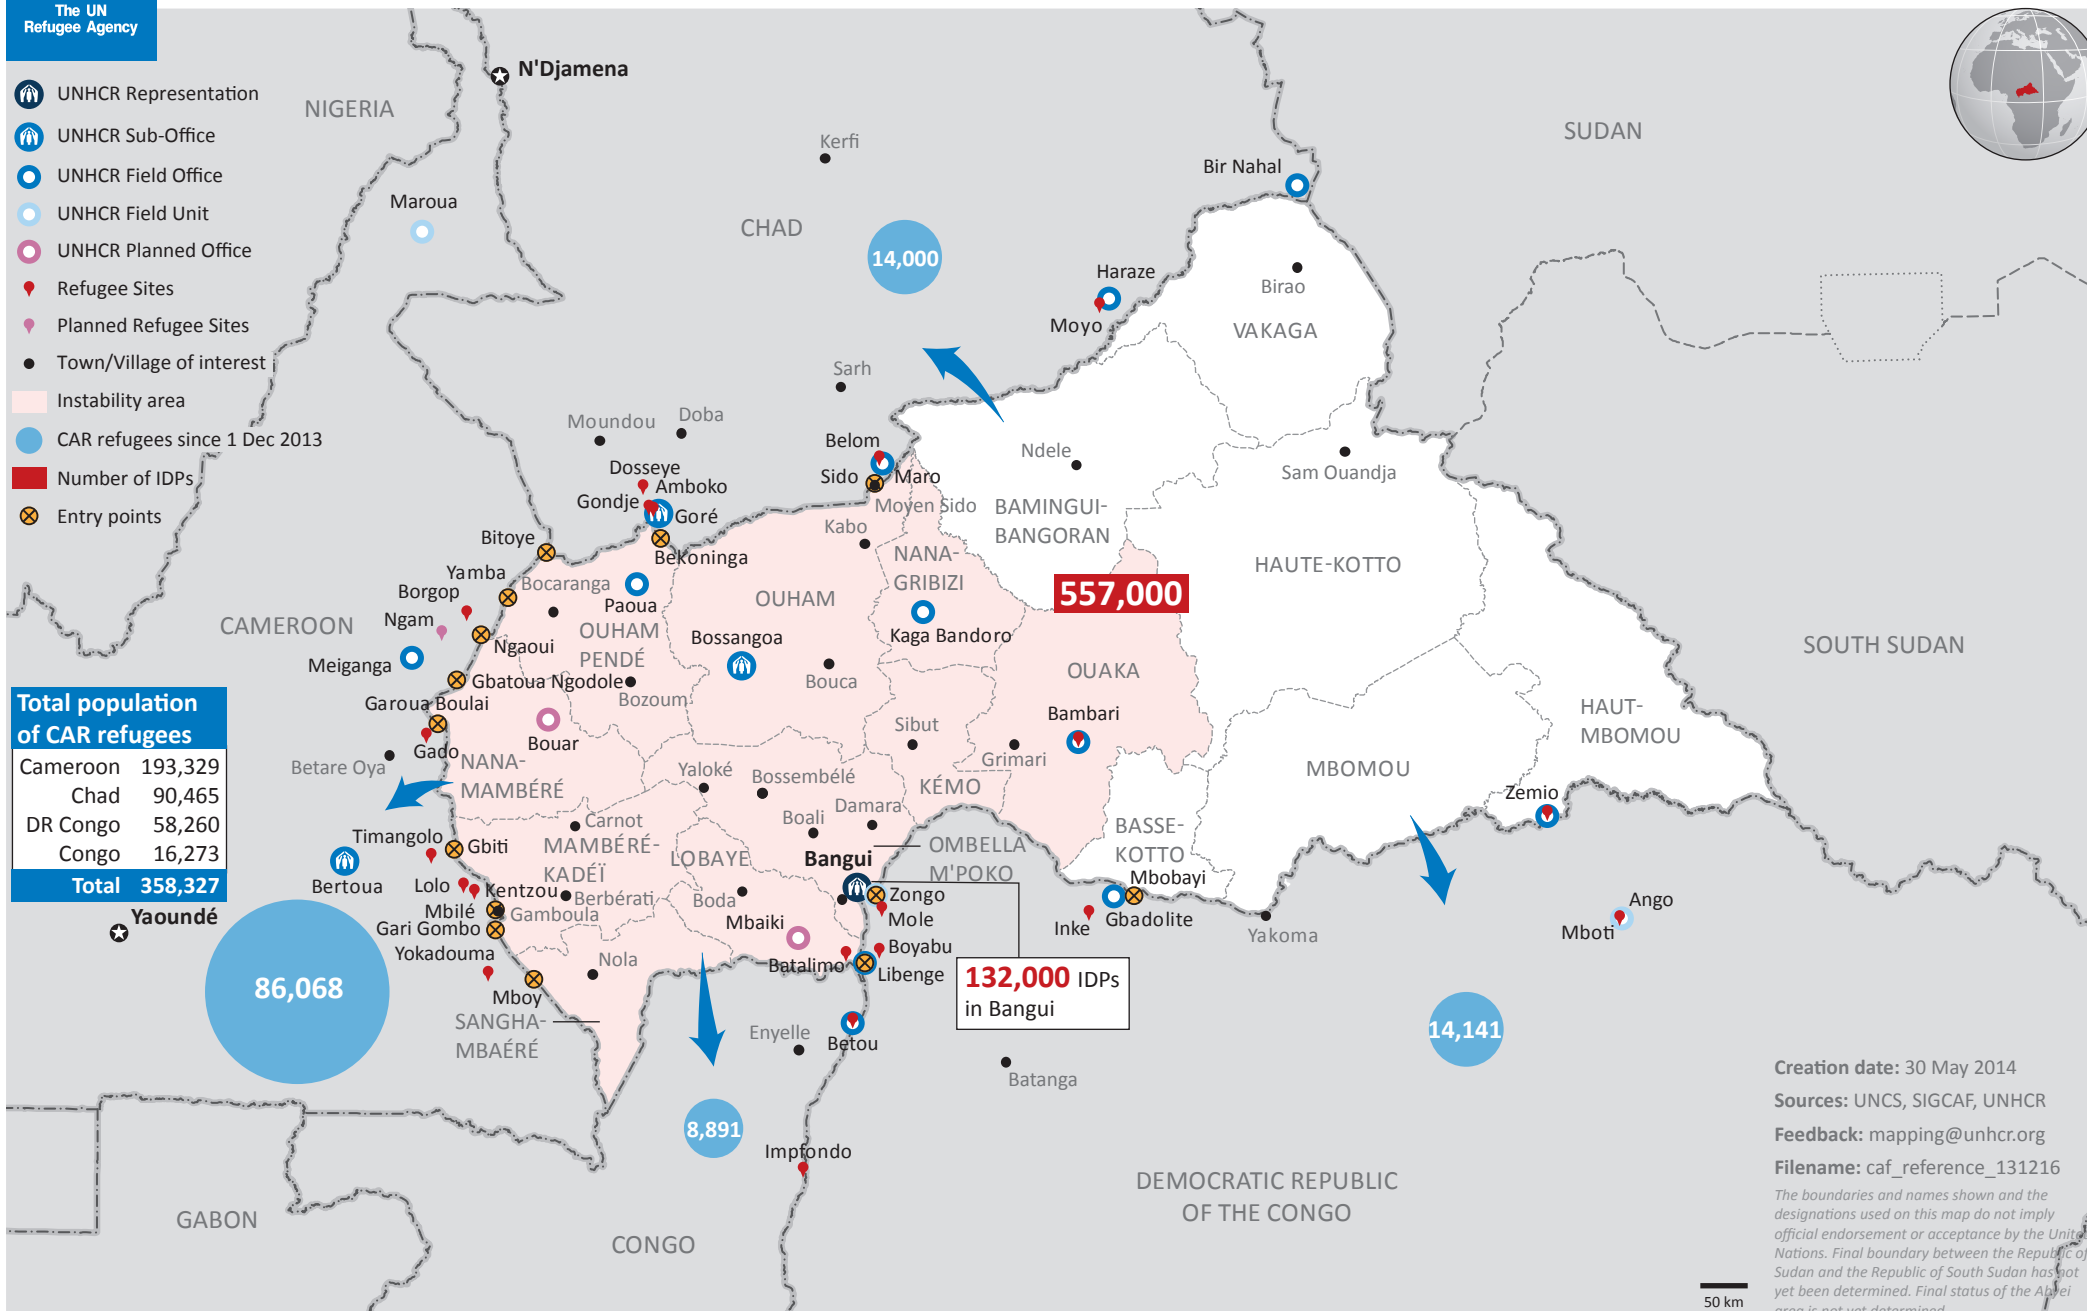 The UN
Refugee Agency
UNHCR Representation
UNHCR Sub-Office
UNHCR Field Office
UNHCR Field Unit
UNHCR Planned Office
Refugee Sites
Planned Refugee Sites
Town/Village of interest
Instability area
CAR refugees since 1 Dec 2013
Number of IDPs
Entry points
N'Djamena
NIGERIA
Maroua
Kerfi
CHAD
14,000
SUDAN
Bir Nahal
Haraze
Moyo
Birao
VAKAGA
Sarh
Moundou
Doba
Belom
Sido
Maro
Moyen Sido
Dosseye
Amboko
Gondje
Goré
Bekoninga
Kabo
Ndele
BAMINGUI-
BANGORAN
Sam Ouandja
HAUTE-KOTTO
Bitoye
Yamba
Bocaranga
Borgop
Ngam
Ngaoui
Paoua
OUHAM
PENDÉ
OUHAM
NANA-
GRIBIZI
Kaga Bandoro
557,000
CAMEROON
Meiganga
Gbatoua Ngodole
Bozoum
Bossangoa
Bouca
OUAKA
SOUTH SUDAN
Total population
of CAR refugees
Cameroon 193,329
Chad 90,465
DR Congo 58,260
Congo 16,273
Total 358,327
Garoua Boulai
Gado
Betare Oya
Bouar
NANA-
MAMBÉRÉ
Sibut
Grimari
Bambari
HAUT-
MBOMOU
MBOMOU
Zemio
Yaloké
Bossembélé
KÉMO
Damara
Boali
Carnot
MAMBÉRÉ-
KADÉÏ
LOBAYE
Bangui
OMBELLA
M'POKO
BASSE-
KOTTO
Mbobayi
Timangolo
Gbiti
Bertoua
Lolo
Kentzou
Mbilé
Gamboula
Berbérati
Boda
Mbaiki
Zongo
Mole
Inke
Gbadolite
Yakoma
Ango
Mboti
Yaoundé
Gari Gombo
Yokadouma
Nola
Batalimo
Boyabu
Libenge
Mboy
SANGHA-
MBAÉRÉ
132,000 IDPs
in Bangui
86,068
Enyelle
Betou
Batanga
14,141
8,891
Impfondo
GABON
CONGO
DEMOCRATIC REPUBLIC
OF THE CONGO
Creation date: 30 May 2014
Sources: UNCS, SIGCAF, UNHCR
Feedback: mapping@unhcr.org
Filename: caf_reference_131216
The boundaries and names shown and the
designations used on this map do not imply
official endorsement or acceptance by the United
Nations. Final boundary between the Republic of
Sudan and the Republic of South Sudan has not
yet been determined. Final status of the Abyei
area is not yet determined.
50 km